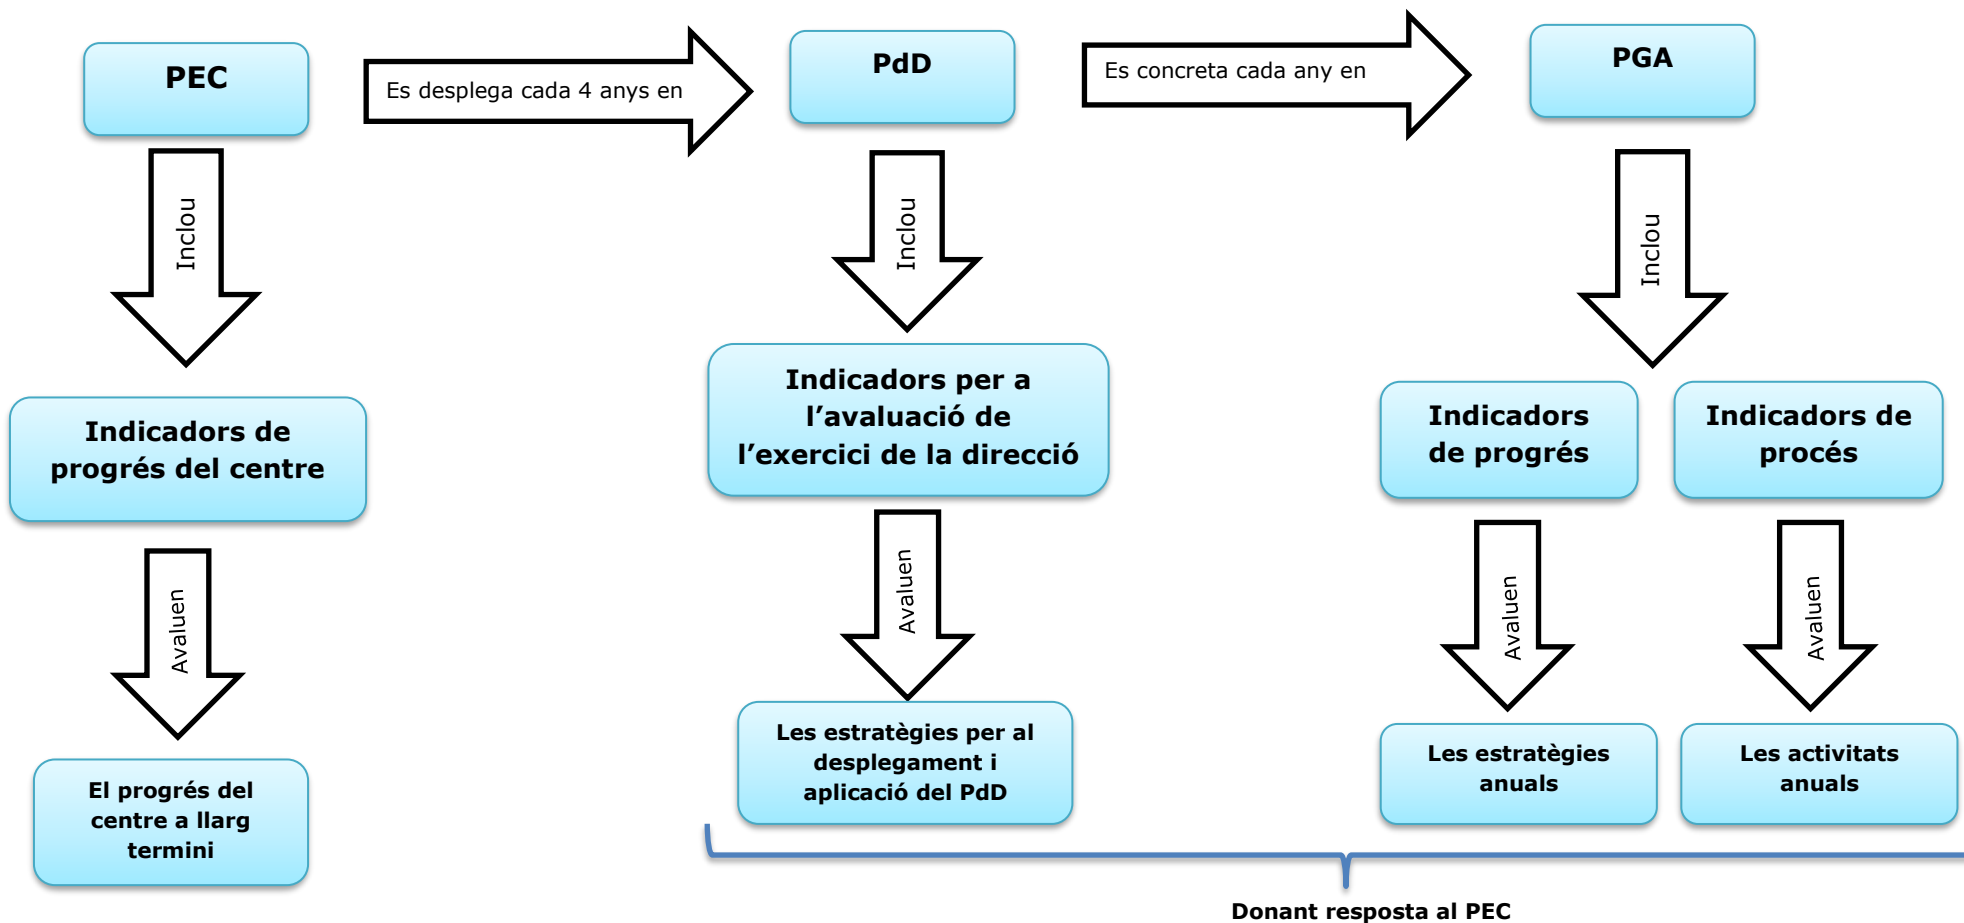 PEC
Es desplega cada 4 anys en
PdD
Es concreta cada any en
PGA
Inclou
Inclou
Inclou
Indicadors de
progrés del centre
Indicadors per a
l’avaluació de
l’exercici de la direcció
Indicadors
de progrés
Indicadors de
procés
Avaluen
Avaluen
Avaluen
Avaluen
El progrés del
centre a llarg
termini
Les estratègies per al
desplegament i
aplicació del PdD
Les estratègies
anuals
Les activitats
anuals
Donant resposta al PEC